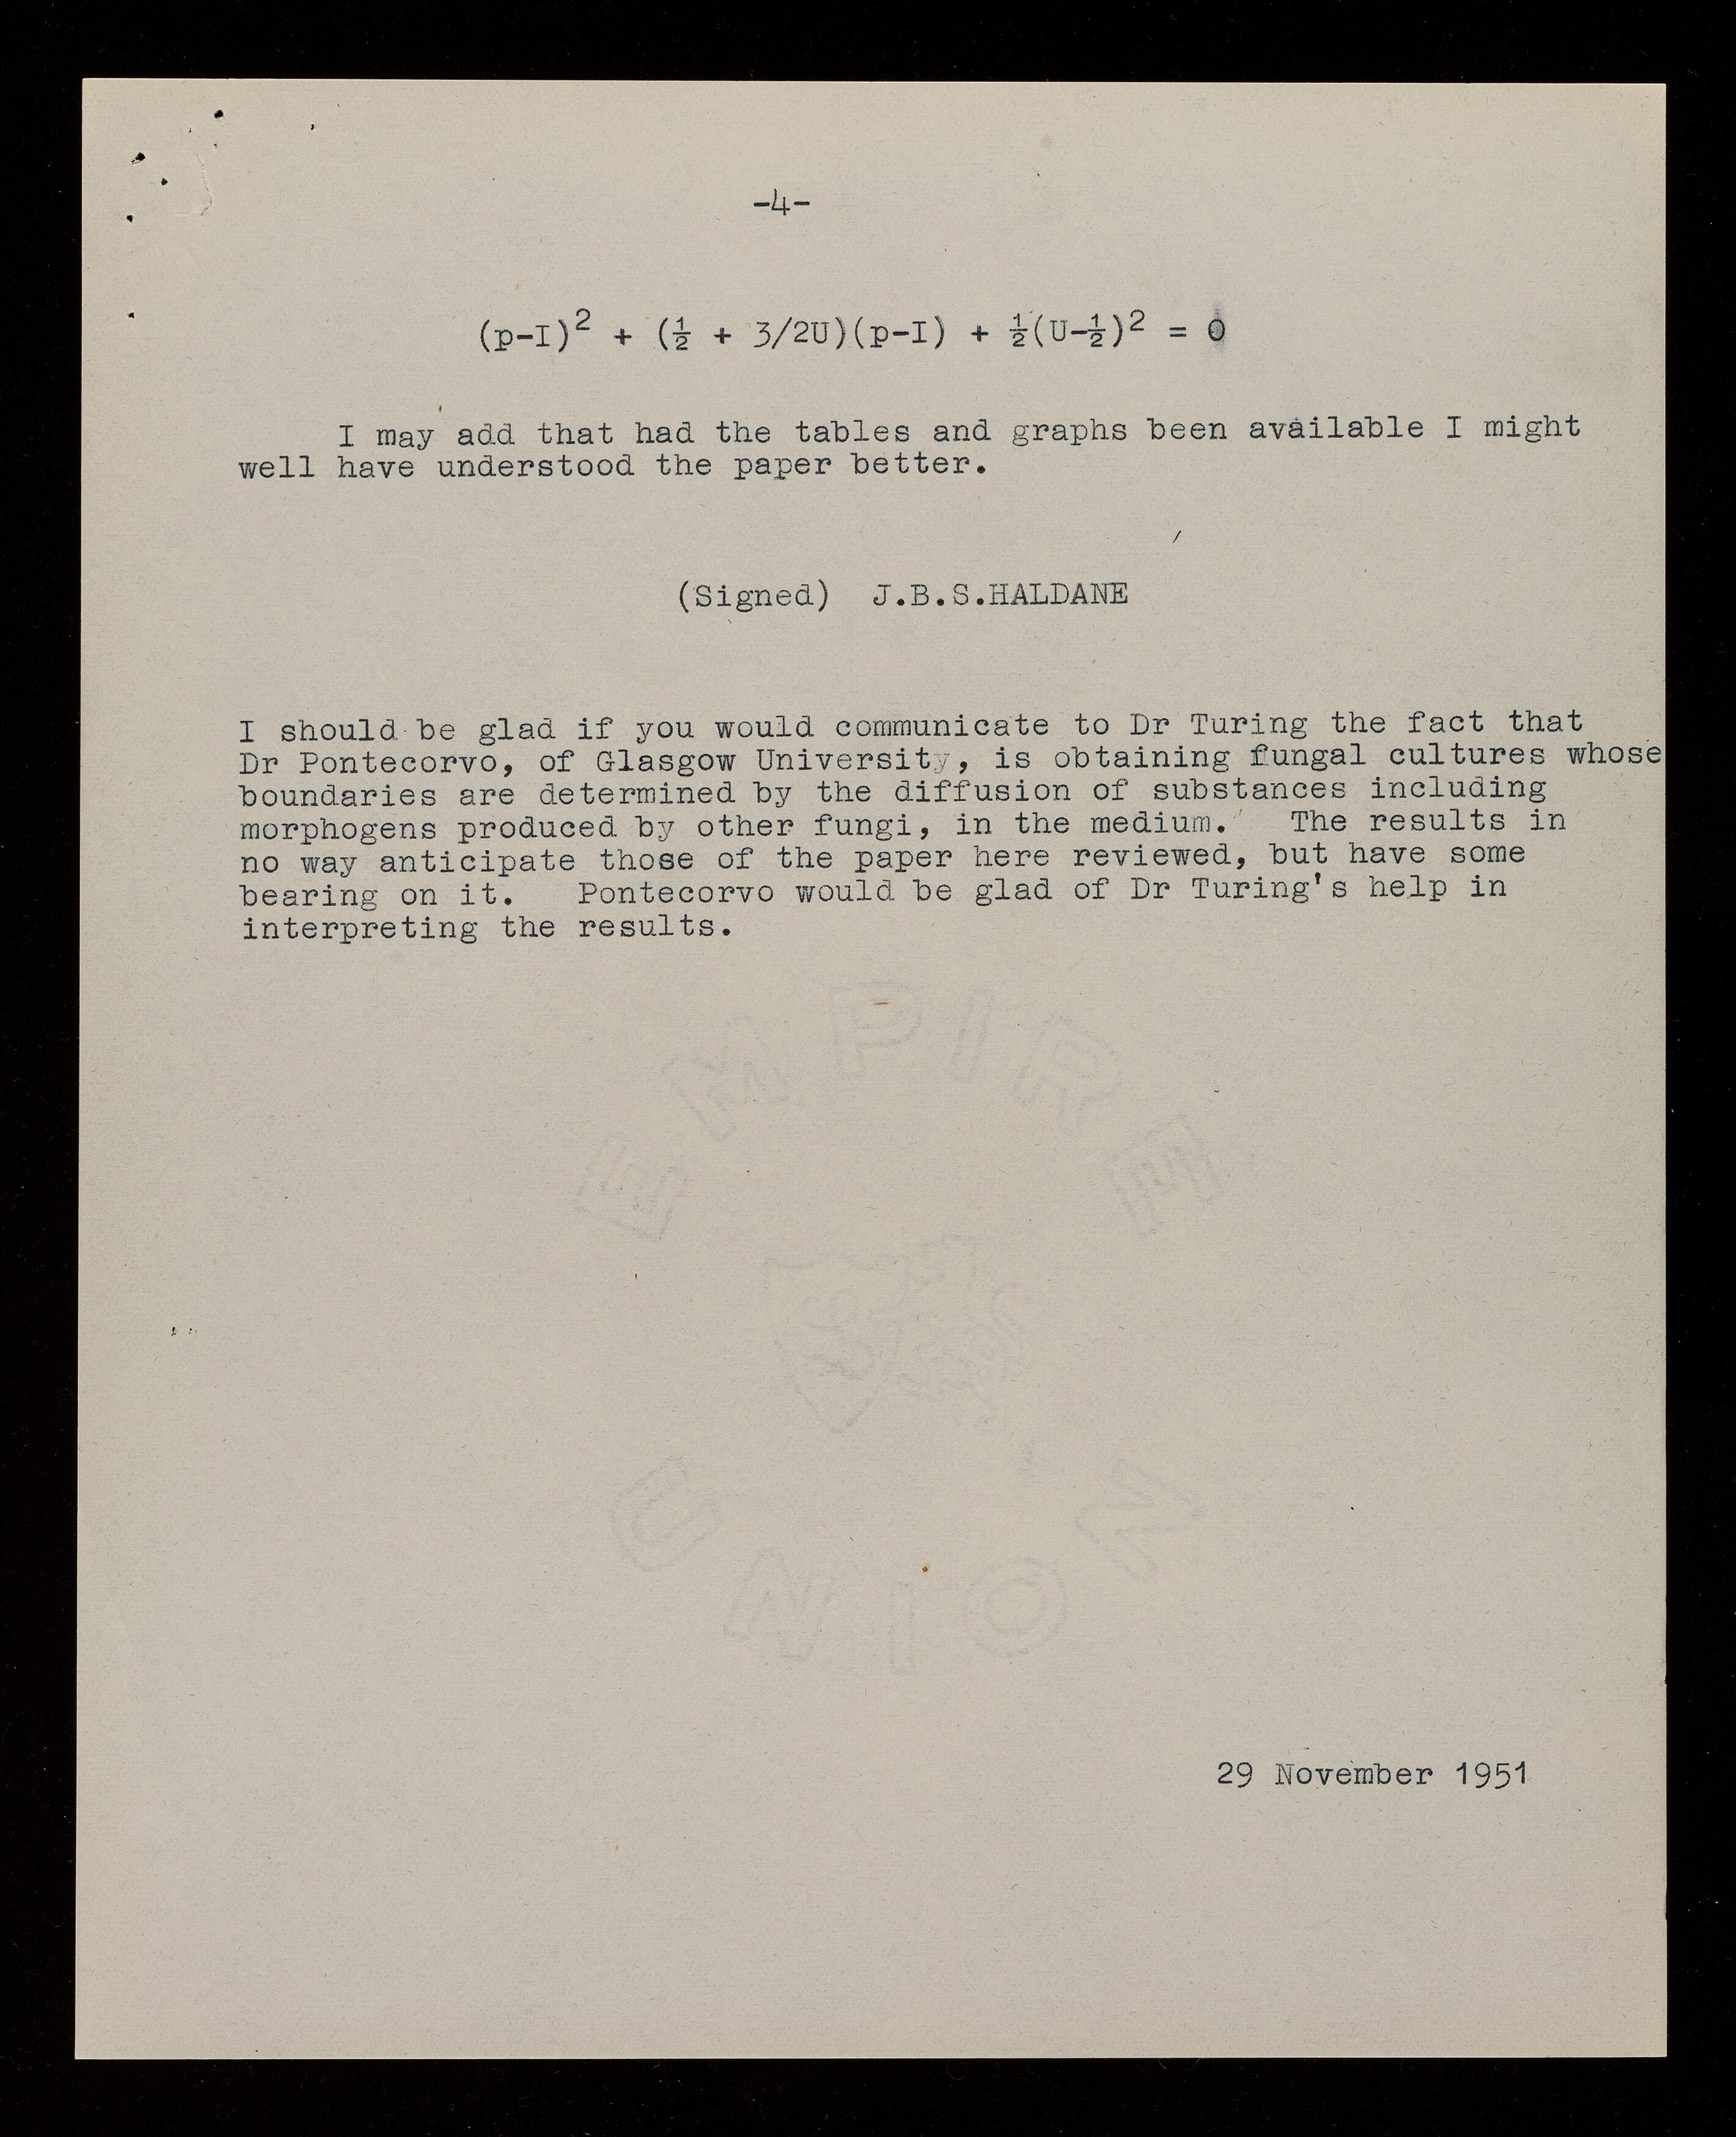 -4-
(p-I)² + (½ + 3/2U)(p-I) + ½(U-½)² = 0
I may add that had the tables and graphs been available I might
well have understood the paper better.
(Signed) J.B.S.HALDANE
I should be glad if you would communicate to Dr Turing the fact that
Dr Pontecorvo, of Glasgow University, is obtaining fungal cultures whose
boundaries are determined by the diffusion of substances including
morphogens produced by other fungi, in the medium. The results in
no way anticipate those of the paper here reviewed, but have some
bearing on it. Pontecorvo would be glad of Dr Turing's help in
interpreting the results.
EMPIRE
29 November 1951